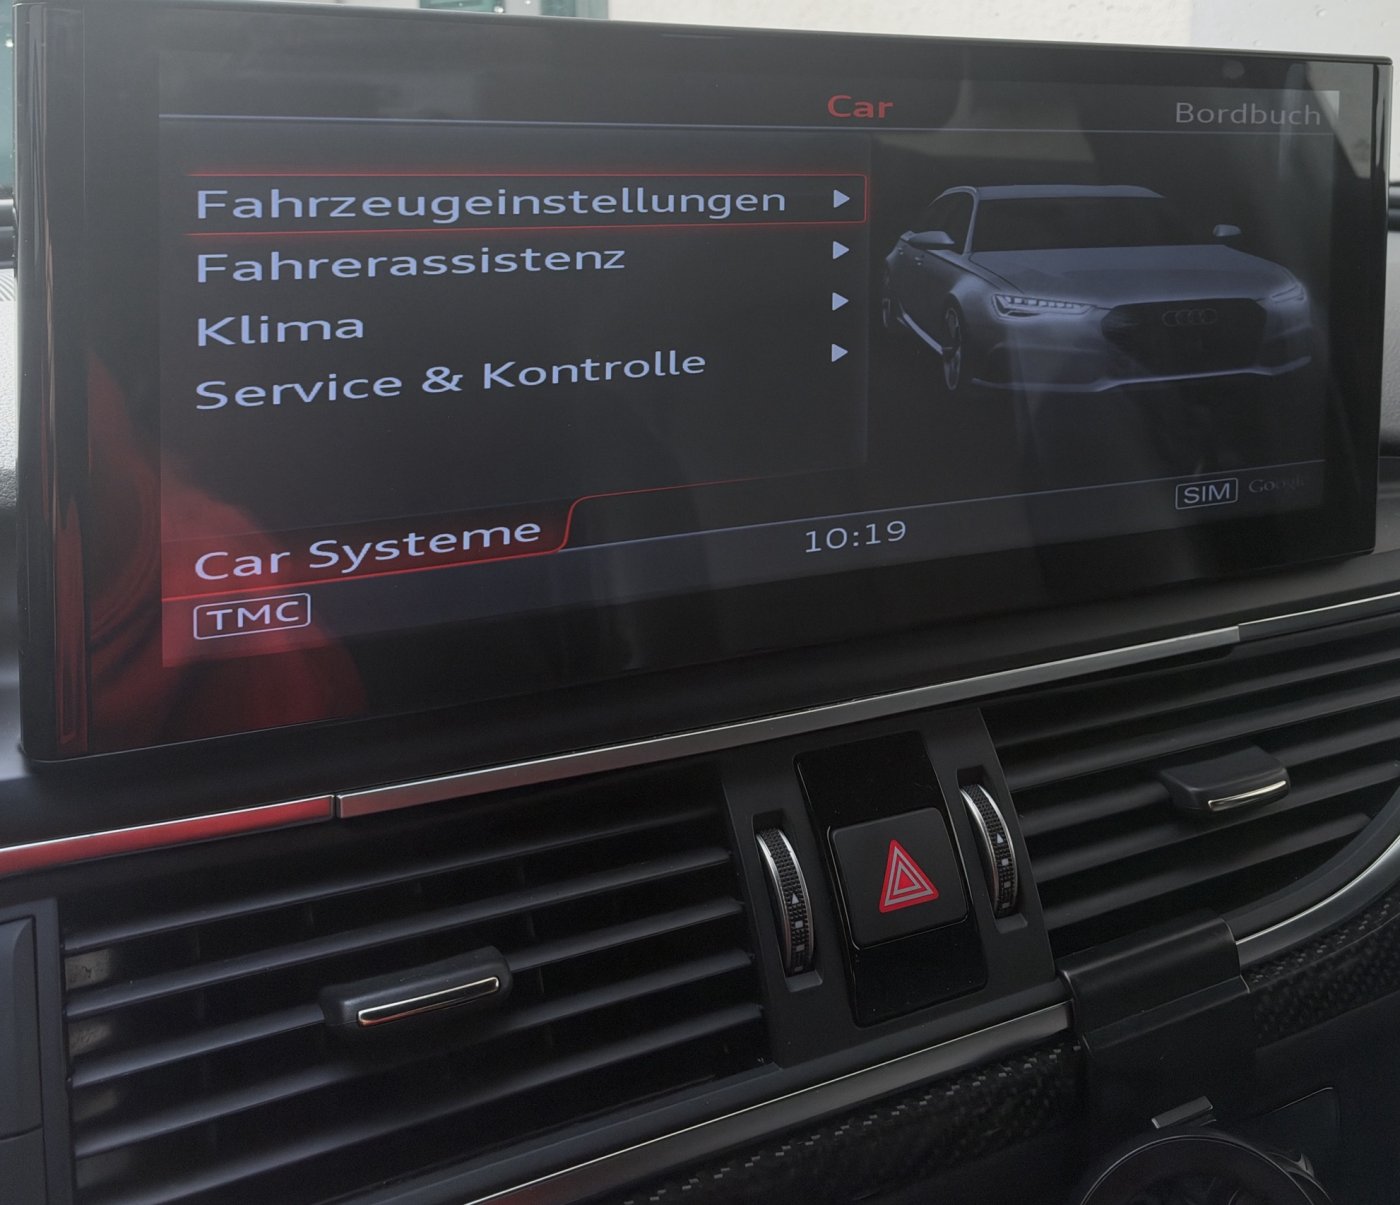 Car
Bordbuch
Fahrzeugeinstellungen
Fahrerassistenz
Klima
Service & Kontrolle
Car Systeme
10:19
SIM
Google
TMC